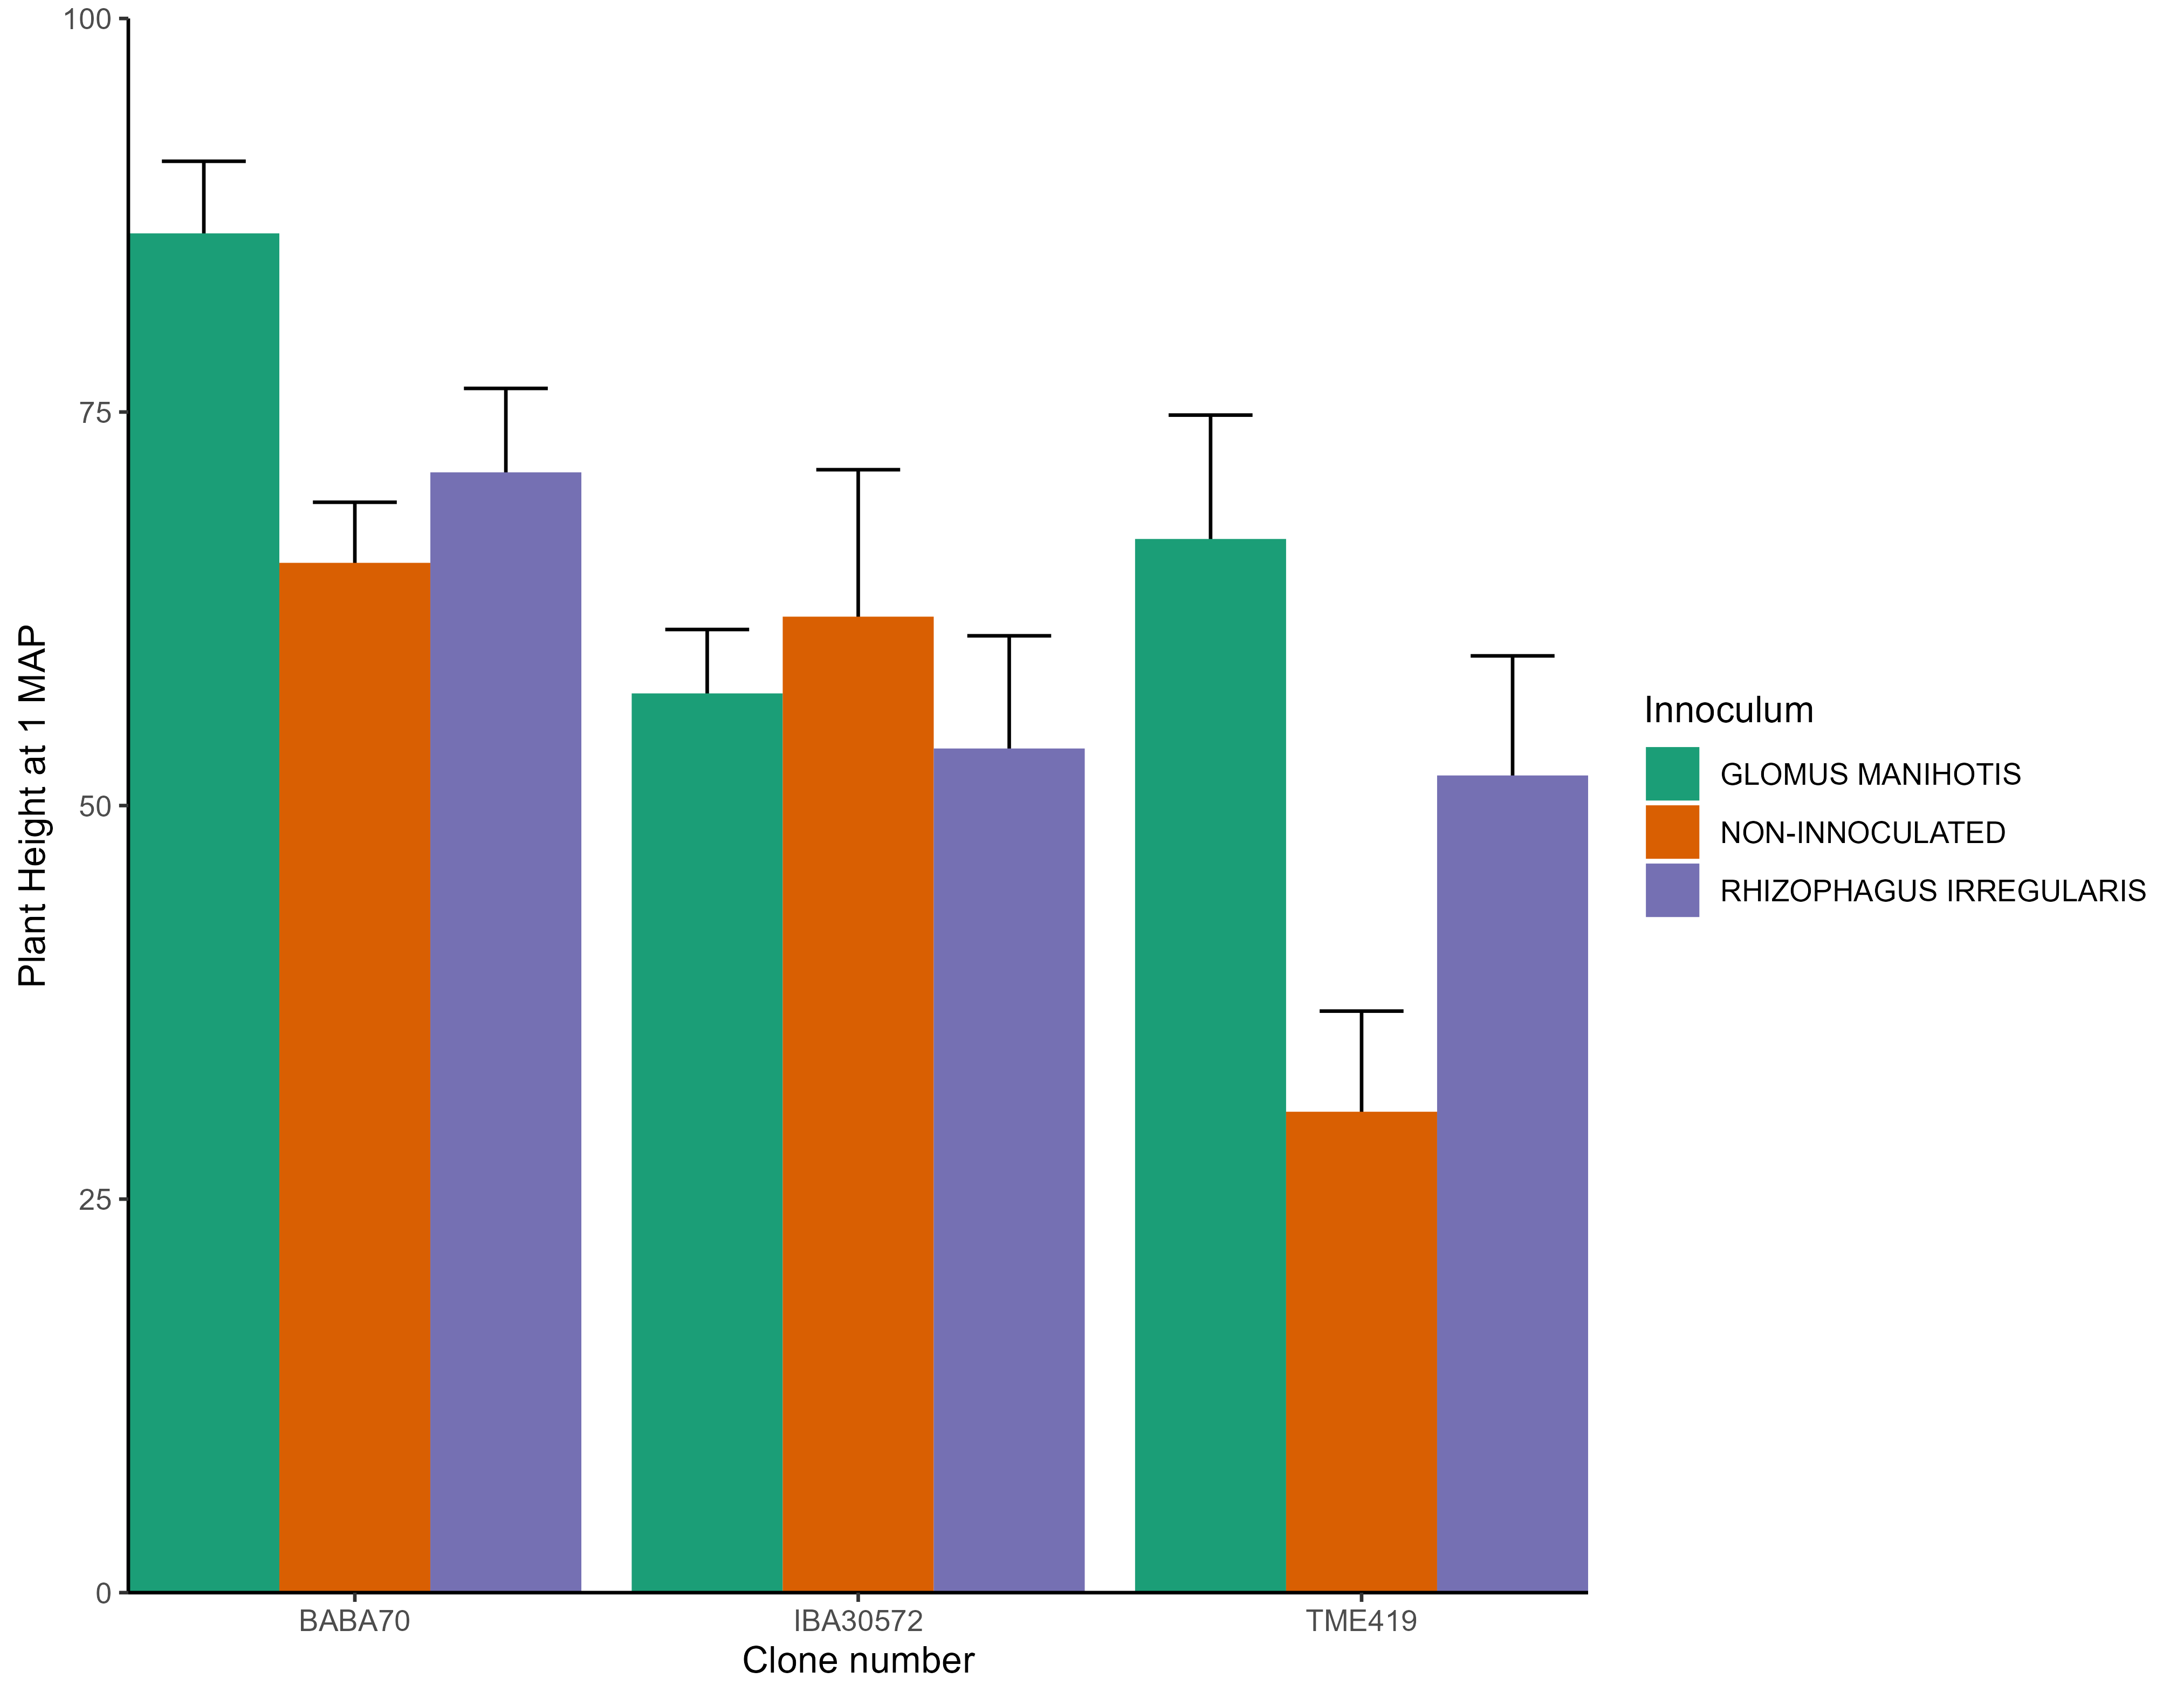 Plant Height at 1 MAP
100
75
50
25
0
BABA70
IBA30572
TME419
Clone number
Innoculum
GLOMUS MANIHOTIS
NON-INNOCULATED
RHIZOPHAGUS IRREGULARIS